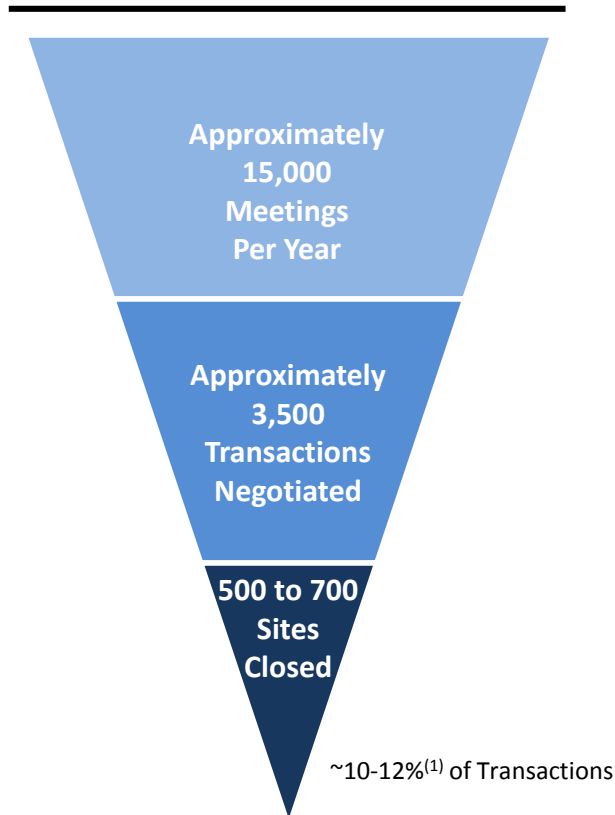 Approximately
15,000
Meetings
Per Year
Approximately
3,500
Transactions
Negotiated
500 to 700
Sites
Closed
~10-12%(1) of Transactions